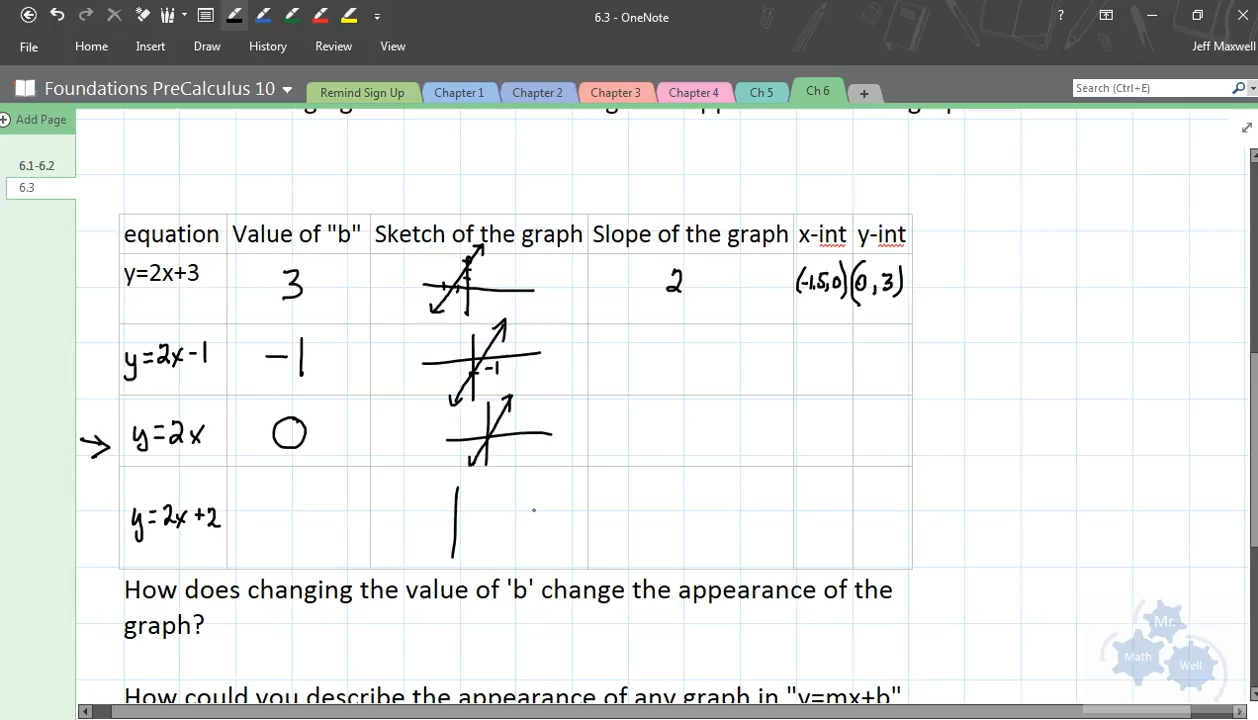 6.3 - OneNote
File Home Insert Draw History Review View
Jeff Maxwell
Foundations PreCalculus 10
Remind Sign Up Chapter 1 Chapter 2 Chapter 3 Chapter 4 Ch 5 Ch 6
Search (Ctrl+E)
Add Page
6.1-6.2
6.3
equation Value of "b" Sketch of the graph Slope of the graph x-int y-int
y=2x+3 3 2 (-1.5,0) (0,3)
y=2x-1 -1 -1
→ y=2x 0
y=2x+2
How does changing the value of 'b' change the appearance of the
graph?
How could you describe the appearance of any graph in "y=mx+b"
Mr.
Math
Well